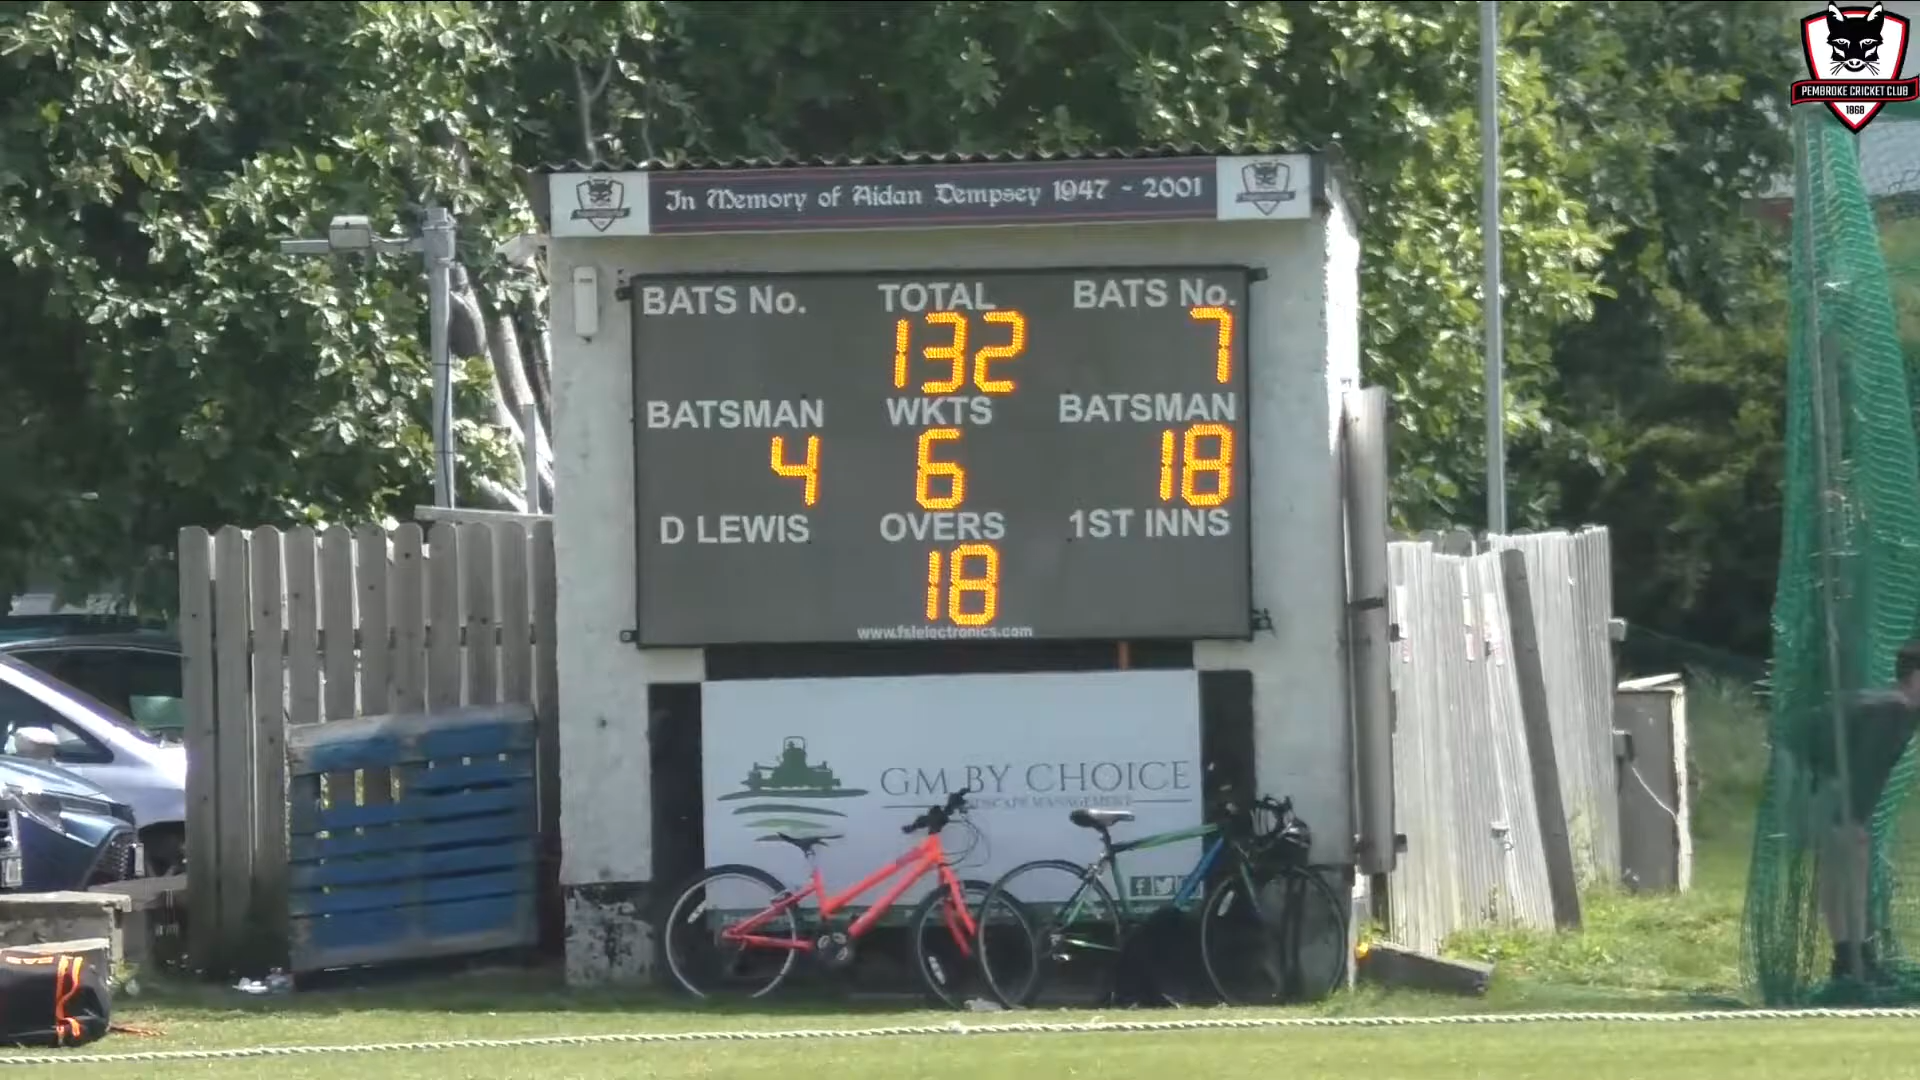 PEMBROKE CRICKET CLUB
1868
In Memory of Aidan Dempsey 1947 - 2001
BATS No. TOTAL BATS No.
132 7
BATSMAN WKTS BATSMAN
4 6 18
D LEWIS OVERS 1ST INNS
18
www.fslelectronics.com
GM BY CHOICE
MANAGEMENT